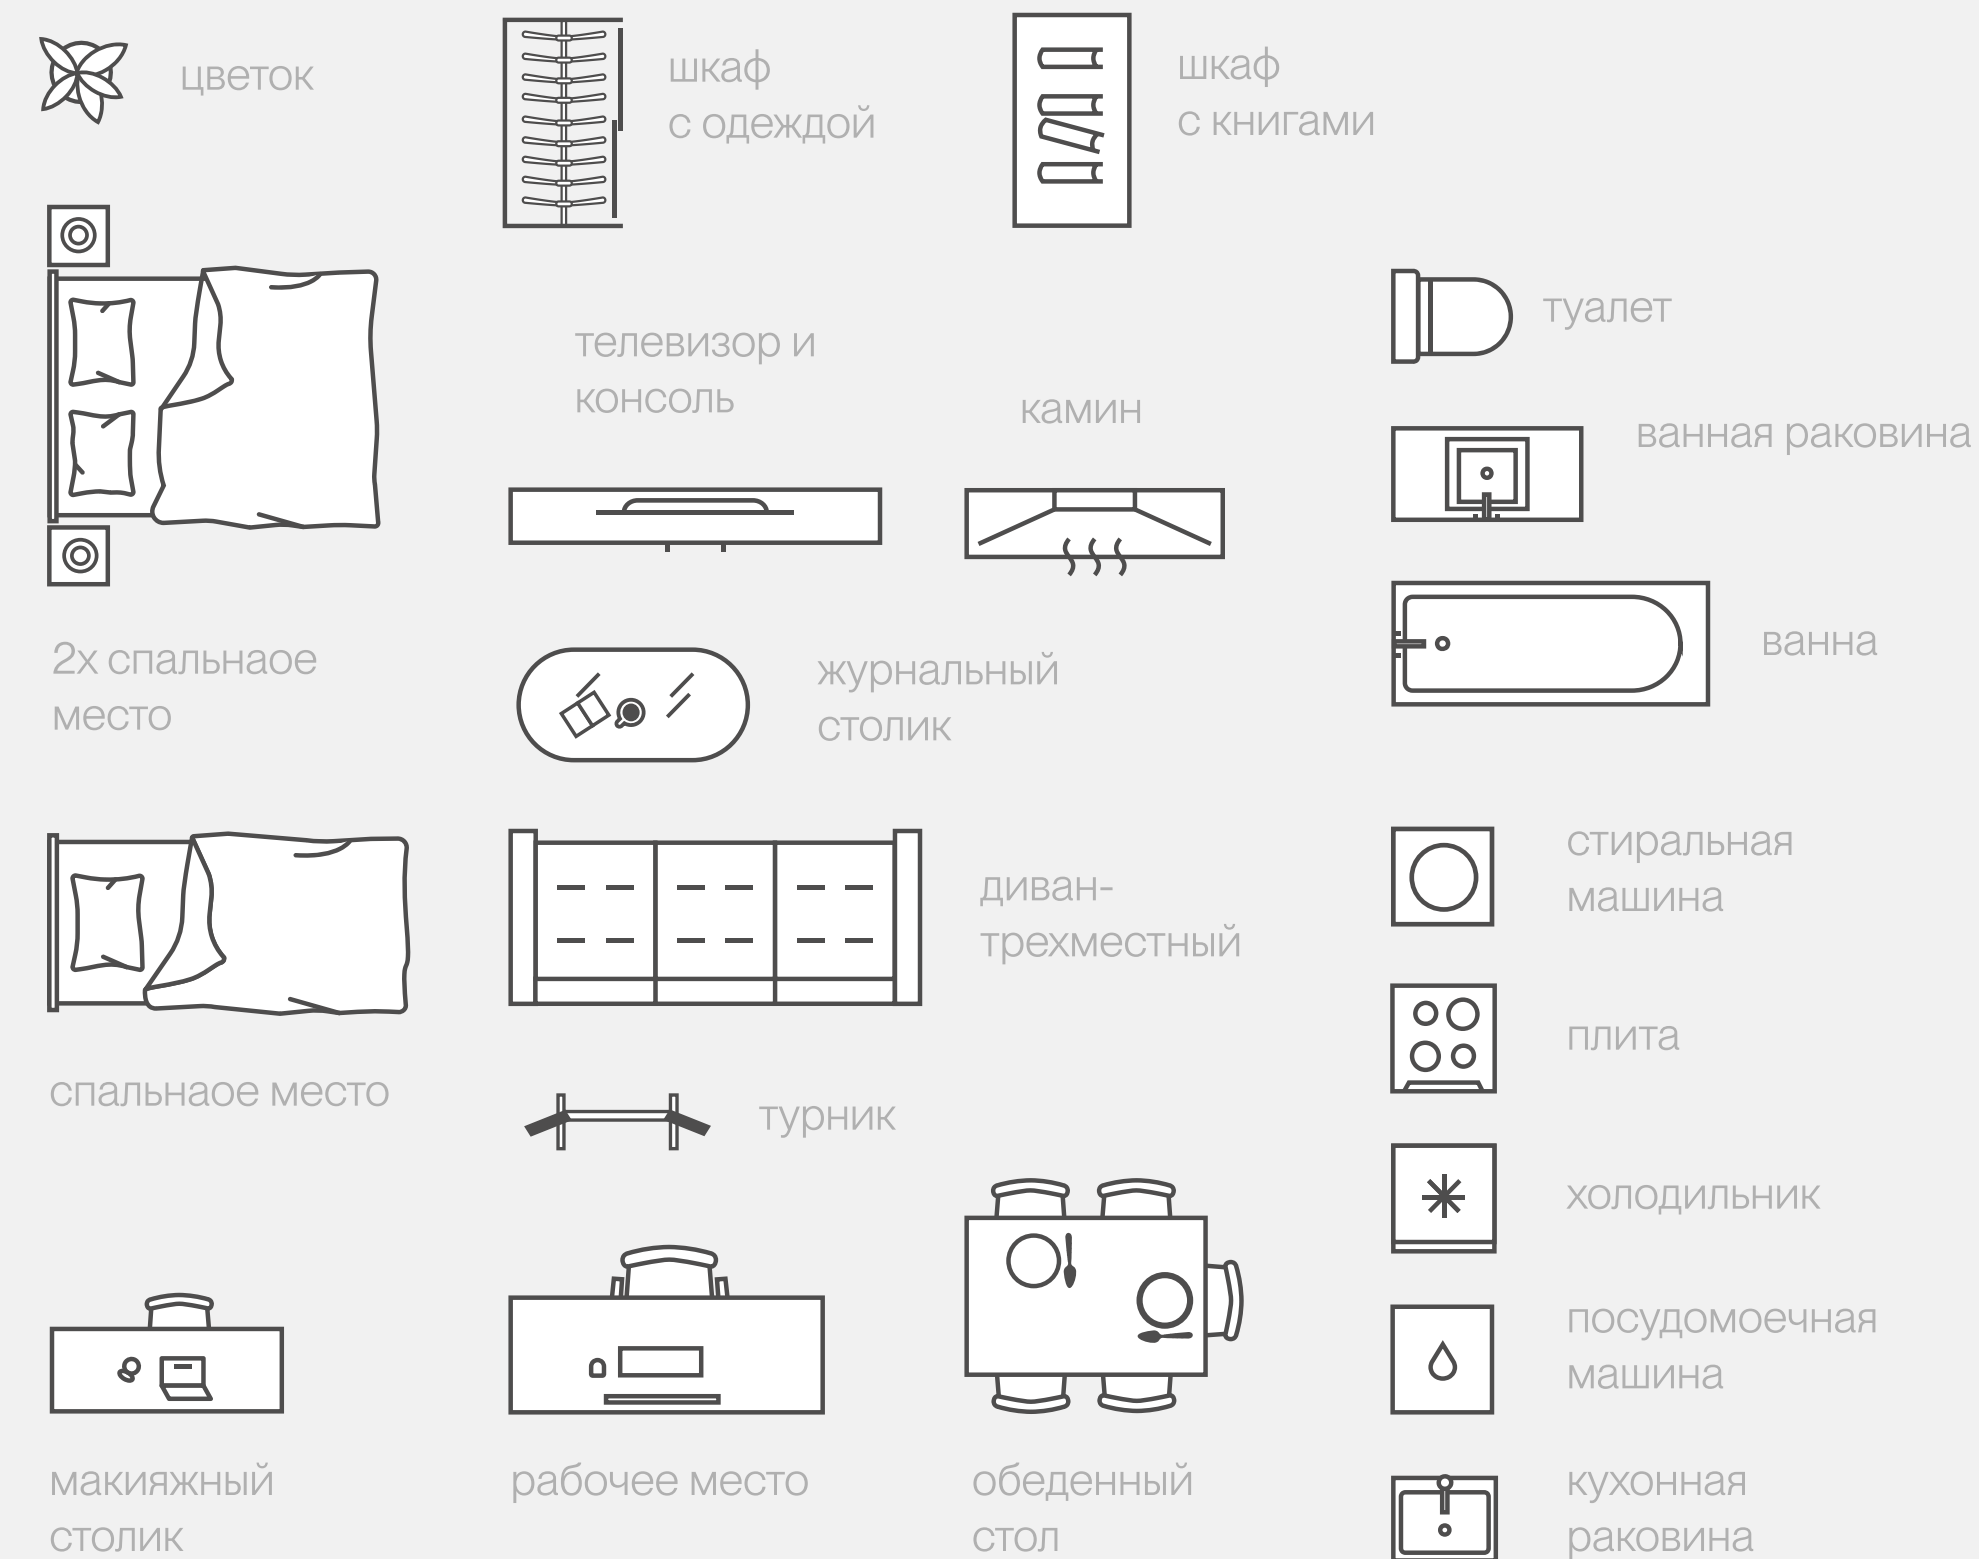 цветок
шкаф
с одеждой
шкаф
с книгами
телевизор и
консоль
камин
туалет
ванная раковина
2х спальнаое
место
журнальный
столик
ванна
диван-
трехместный
стиральная
машина
плита
спальнаое место
турник
холодильник
посудомоечная
машина
макияжный
столик
рабочее место
обеденный
стол
кухонная
раковина